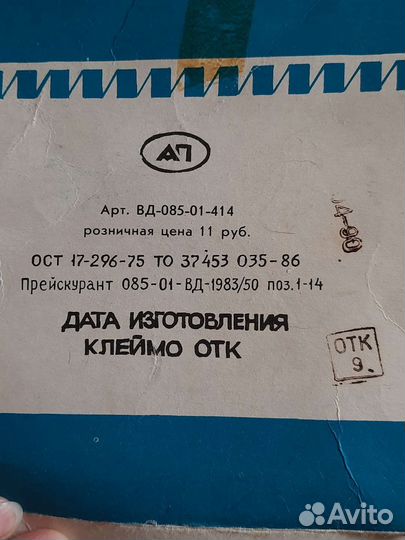 АП
Арт. ВД-085-01-414
розничная цена 11 руб.
ОСТ 17-296-75 ТО 37453 035-86
Прейскурант 085-01-ВД-1983/50 поз.1-14
ДАТА ИЗГОТОВЛЕНИЯ
КЛЕЙМО ОТК
ОТК
9.
Avito